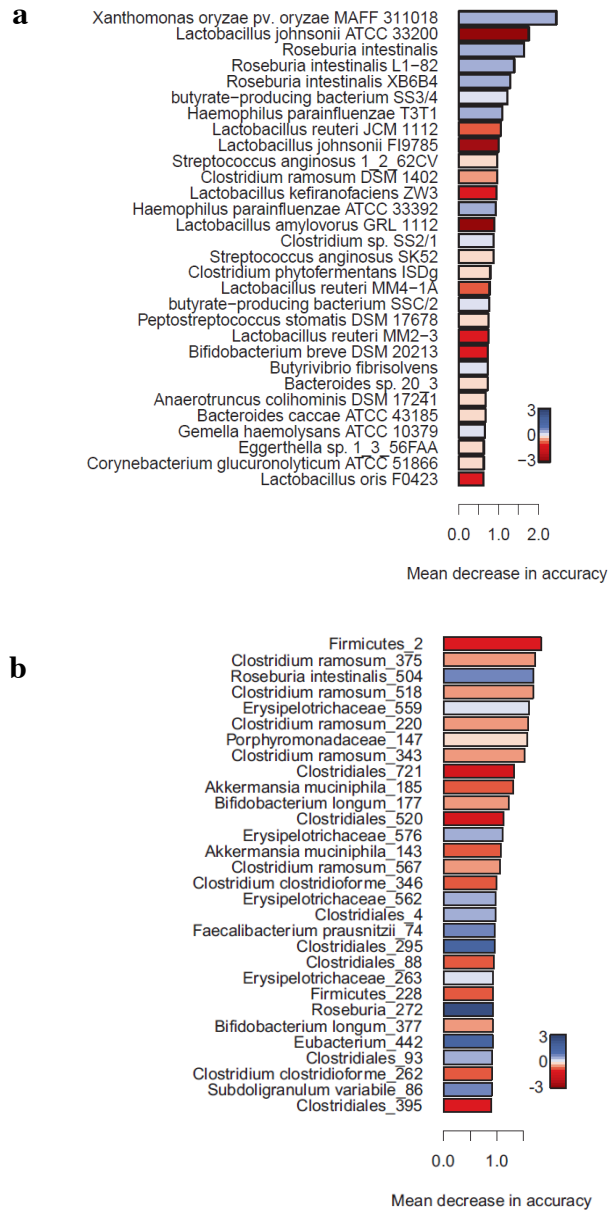 a
Xanthomonas oryzae pv. oryzae MAFF 311018
Lactobacillus johnsonii ATCC 33200
Roseburia intestinalis
Roseburia intestinalis L1−82
Roseburia intestinalis XB6B4
butyrate−producing bacterium SS3/4
Haemophilus parainfluenzae T3T1
Lactobacillus reuteri JCM 1112
Lactobacillus johnsonii FI9785
Streptococcus anginosus 1_2_62CV
Clostridium ramosum DSM 1402
Lactobacillus kefiranofaciens ZW3
Haemophilus parainfluenzae ATCC 33392
Lactobacillus amylovorus GRL 1112
Clostridium sp. SS2/1
Streptococcus anginosus SK52
Clostridium phytofermentans ISDg
Lactobacillus reuteri MM4−1A
butyrate−producing bacterium SSC/2
Peptostreptococcus stomatis DSM 17678
Lactobacillus reuteri MM2−3
Bifidobacterium breve DSM 20213
Butyrivibrio fibrisolvens
Bacteroides sp. 20_3
Anaerotruncus colihominis DSM 17241
Bacteroides caccae ATCC 43185
Gemella haemolysans ATCC 10379
Eggerthella sp. 1_3_56FAA
Corynebacterium glucuronolyticum ATCC 51866
Lactobacillus oris F0423
3
0
−3
0.0 1.0 2.0
Mean decrease in accuracy
b
Firmicutes_2
Clostridium ramosum_375
Roseburia intestinalis_504
Clostridium ramosum_518
Erysipelotrichaceae_559
Clostridium ramosum_220
Porphyromonadaceae_147
Clostridium ramosum_343
Clostridiales_721
Akkermansia muciniphila_185
Bifidobacterium longum_177
Clostridiales_520
Erysipelotrichaceae_576
Akkermansia muciniphila_143
Clostridium ramosum_567
Clostridium clostridioforme_346
Erysipelotrichaceae_562
Clostridiales_4
Faecalibacterium prausnitzii_74
Clostridiales_295
Clostridiales_88
Erysipelotrichaceae_263
Firmicutes_228
Roseburia_272
Bifidobacterium longum_377
Eubacterium_442
Clostridiales_93
Clostridium clostridioforme_262
Subdoligranulum variabile_86
Clostridiales_395
3
0
-3
0.0 1.0
Mean decrease in accuracy